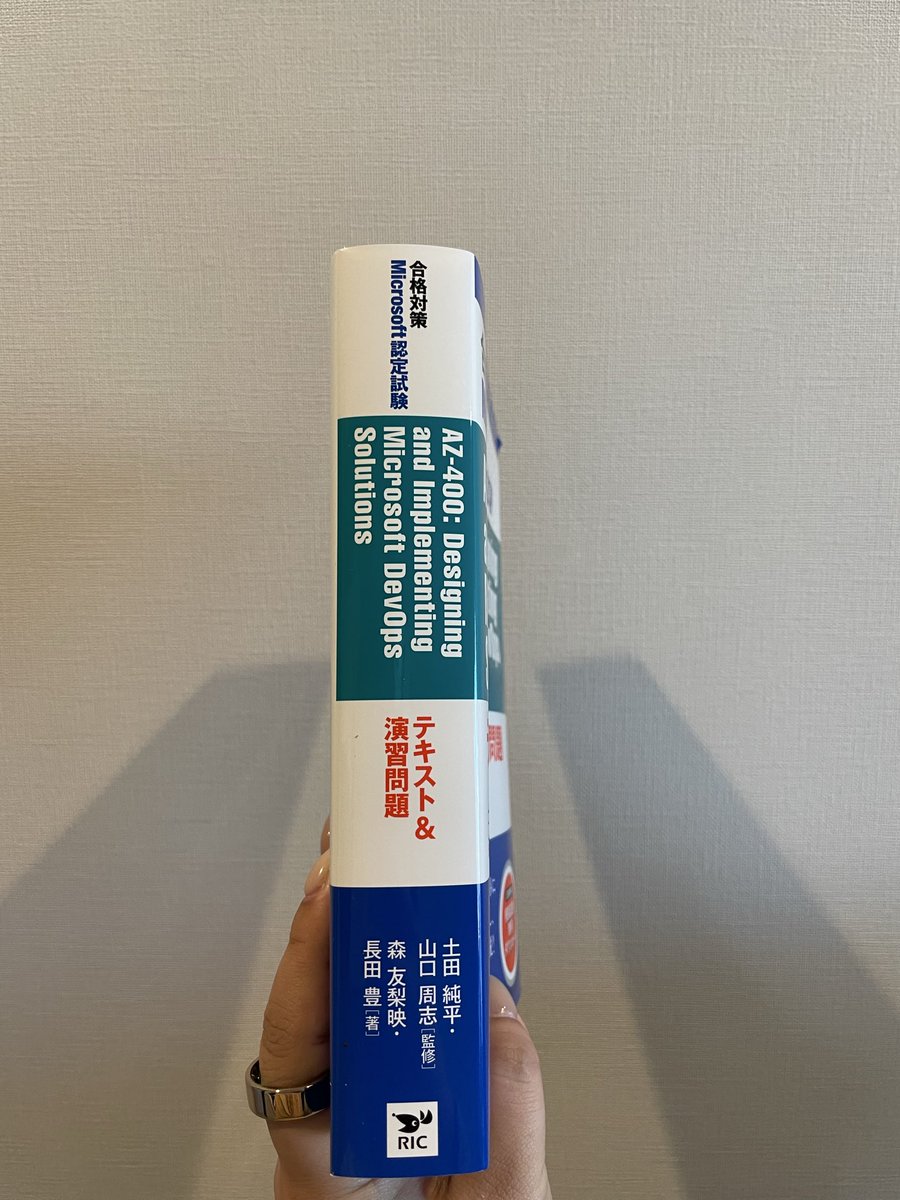 合格対策
Microsoft認定試験
AZ-400: Designing
and Implementing
Microsoft DevOps
Solutions
テキスト&
演習問題
土田 純平・
山口 周志[監修]
森 友梨映・
長田 豊[著]
RIC